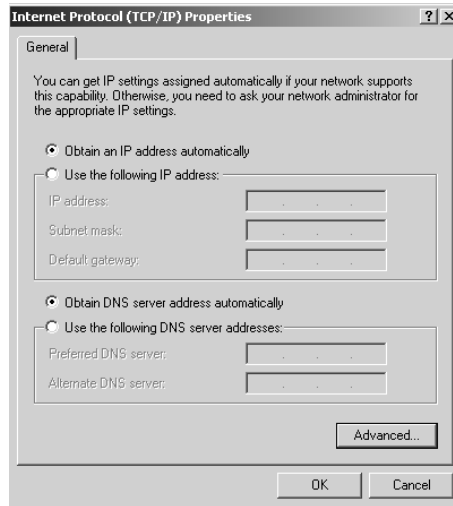 Internet Protocol (TCP/IP) Properties
General
You can get IP settings assigned automatically if your network supports
this capability. Otherwise, you need to ask your network administrator for
the appropriate IP settings.
Obtain an IP address automatically
Use the following IP address:
IP address:
Subnet mask:
Default gateway:
Obtain DNS server address automatically
Use the following DNS server addresses:
Preferred DNS server:
Alternate DNS server:
Advanced...
OK Cancel